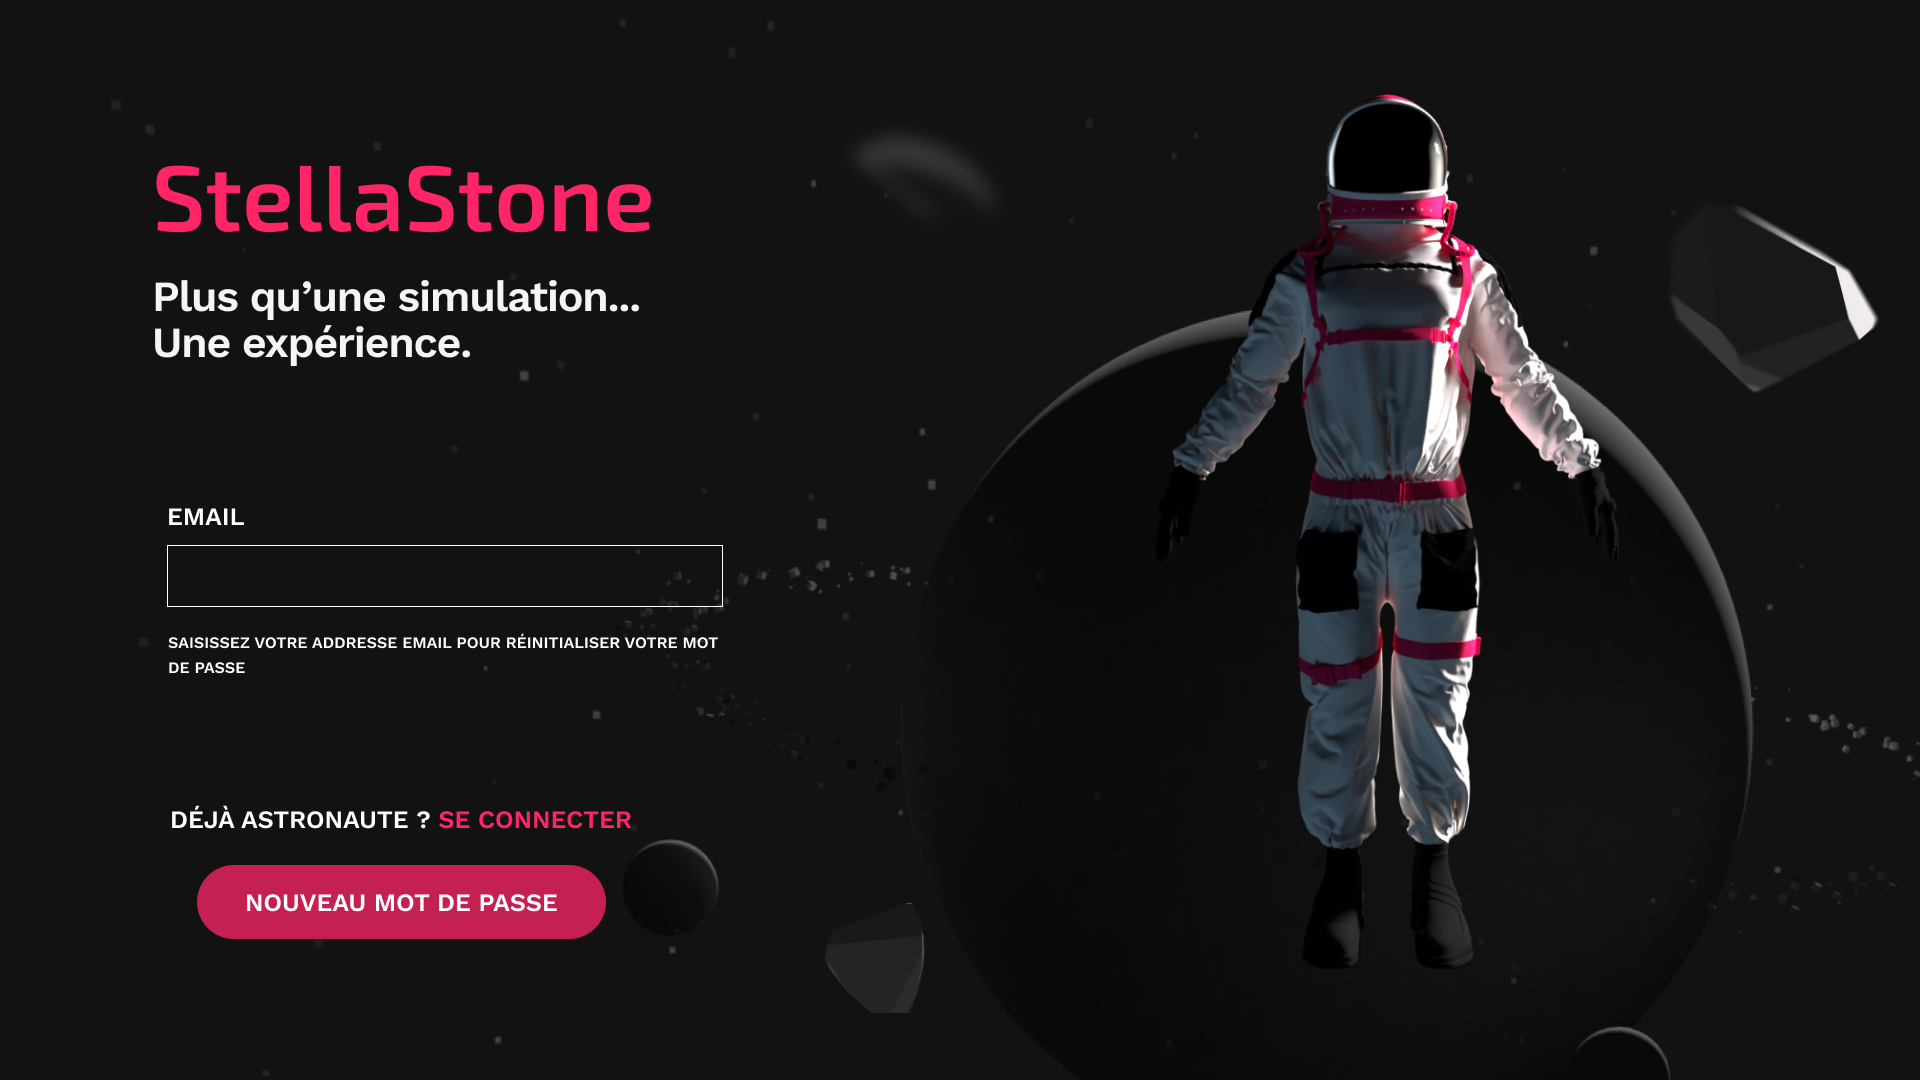 StellaStone
Plus qu’une simulation...
Une expérience.
EMAIL
SAISISSEZ VOTRE ADDRESSE EMAIL POUR RÉINITIALISER VOTRE MOT
DE PASSE
DÉJÀ ASTRONAUTE ? SE CONNECTER
NOUVEAU MOT DE PASSE